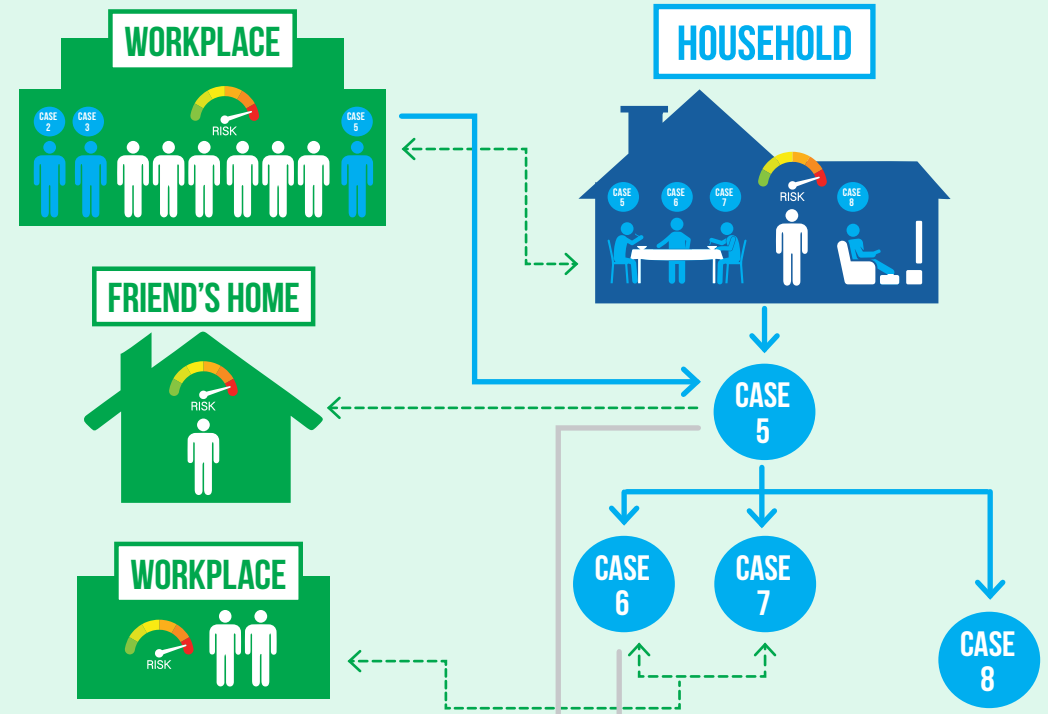 WORKPLACE
CASE
2
CASE
3
RISK
CASE
5
HOUSEHOLD
CASE
5
CASE
6
CASE
7
RISK
CASE
8
FRIEND'S HOME
RISK
CASE
5
WORKPLACE
RISK
CASE
6
CASE
7
CASE
8